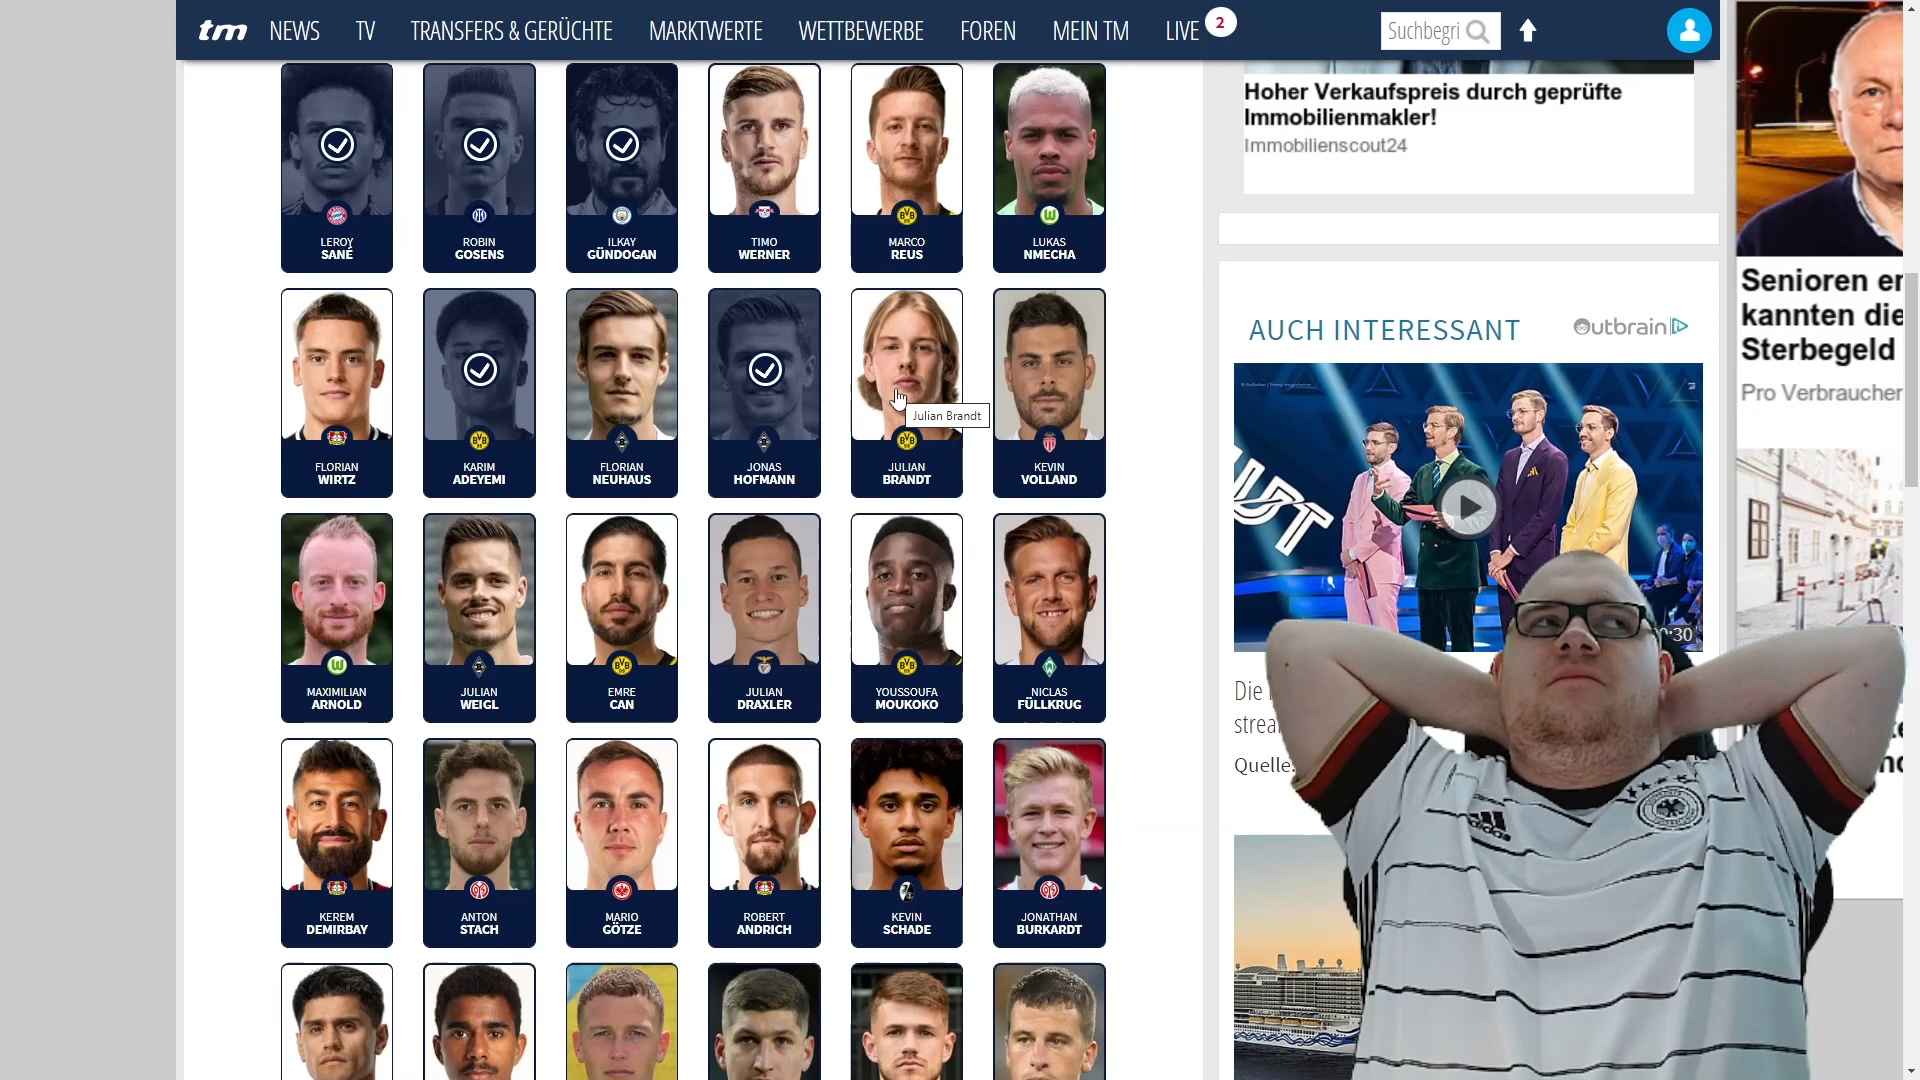 tm NEWS TV TRANSFERS & GERÜCHTE MARKTWERTE WETTBEWERBE FOREN MEIN TM LIVE 2 Suchbegri
LEROY
SANÉ
ROBIN
GOSENS
ILKAY
GÜNDOGAN
TIMO
WERNER
MARCO
REUS
LUKAS
NMECHA
FLORIAN
WIRTZ
KARIM
ADEYEMI
FLORIAN
NEUHAUS
JONAS
HOFMANN
Julian Brandt
JULIAN
BRANDT
KEVIN
VOLLAND
MAXIMILIAN
ARNOLD
JULIAN
WEIGL
EMRE
CAN
JULIAN
DRAXLER
YOUSSOUFA
MOUKOKO
NICLAS
FÜLLKRUG
KEREM
DEMIRBAY
ANTON
STACH
MARIO
GÖTZE
ROBERT
ANDRICH
KEVIN
SCHADE
JONATHAN
BURKARDT
Hoher Verkaufspreis durch geprüfte
Immobilienmakler!
Immobilienscout24
AUCH INTERESSANT
Outbrain
:30
Die
strea
Quelle:
adidas
Senioren er
kannten die
Sterbegeld
Pro Verbraucher